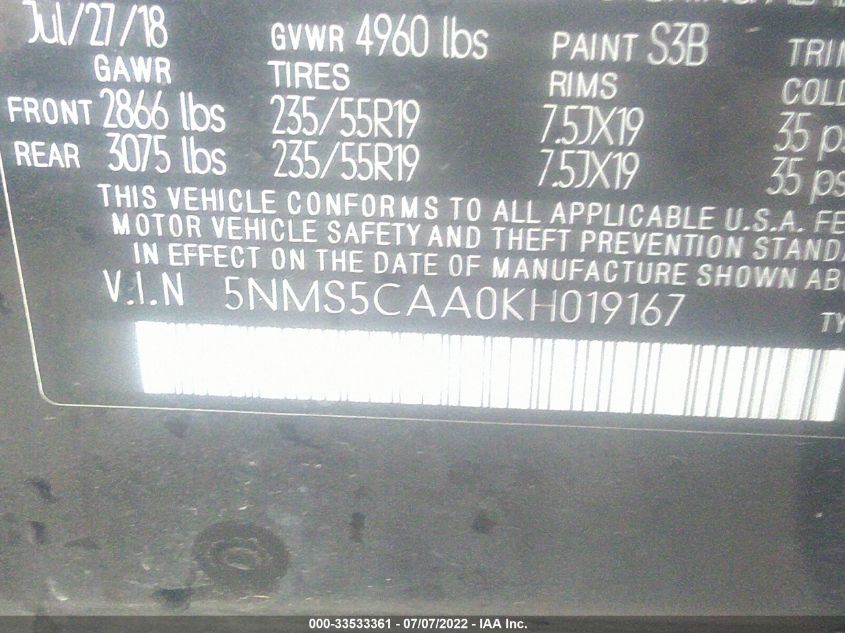 Jul/27/18 GVWR 4960 lbs PAINT S3B
GAWR TIRES RIMS
FRONT 2866 lbs 235/55R19 7.5JX19 35
REAR 3075 lbs 235/55R19 7.5JX19 35
THIS VEHICLE CONFORMS TO ALL APPLICABLE U.S.A.
MOTOR VEHICLE SAFETY AND THEFT PREVENTION
IN EFFECT ON THE DATE OF MANUFACTURE SHOWN
V.I.N 5NMS5CAA0KH019167
000-33533361 - 07/07/2022 - IAA Inc.